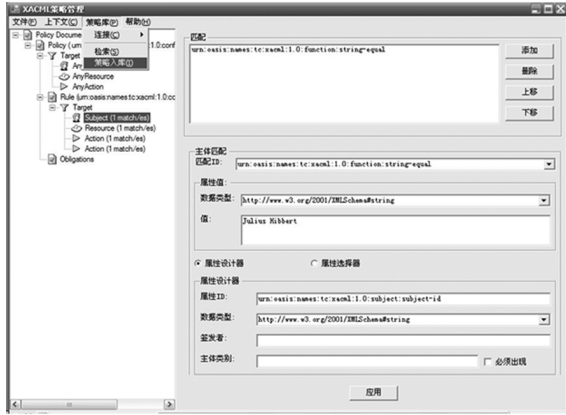 XACML策略管理
文件(F) 上下文(C) 策略库(P) 帮助(H)
连接(C)
检索(S)
策略入库(I)
Policy Docume
Policy (urn 1.0:conf
Target
An
AnyResource
AnyAction
Rule (urn:oasis:names:tc:xacml:1.0:cc
Target
Subject (1 match/es)
Resource (1 match/es)
Action (1 match/es)
Action (1 match/es)
Obligations
匹配
urn:oasis:names:tc:xacml:1.0:function:string-equal
添加
删除
上移
下移
主体匹配
匹配ID: urn:oasis:names:tc:xacml:1.0:function:string-equal
属性值:
数据类型: http://www.w3.org/2001/XMLSchema#string
值: Julius Hibbert
属性设计器 属性选择器
属性设计器
属性ID: urn:oasis:names:tc:xacml:1.0:subject:subject-id
数据类型: http://www.w3.org/2001/XMLSchema#string
签发者:
主体类别: 必须出现
应用